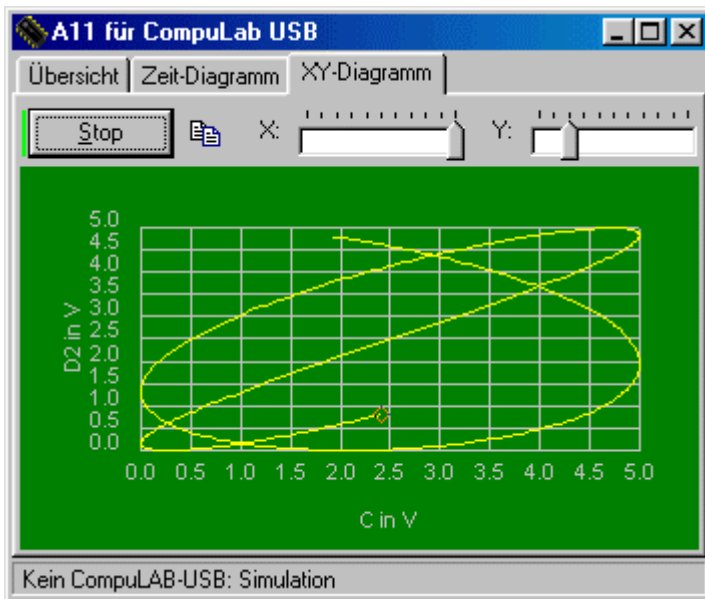 A11 für CompuLab USB
Übersicht Zeit-Diagramm XY-Diagramm
Stop X: Y:
5.0
4.5
4.0
3.5
3.0
2.5
2.0
1.5
1.0
0.5
0.0
D2 in V
0.0 0.5 1.0 1.5 2.0 2.5 3.0 3.5 4.0 4.5 5.0
C in V
Kein CompuLAB-USB: Simulation